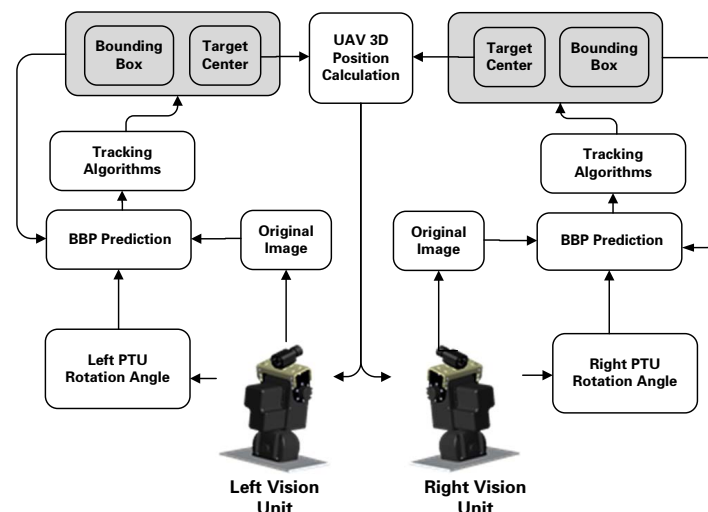 Bounding
Box
Target
Center
UAV 3D
Position
Calculation
Target
Center
Bounding
Box
Tracking
Algorithms
Tracking
Algorithms
BBP Prediction
Original
Image
Original
Image
BBP Prediction
Left PTU
Rotation Angle
Right PTU
Rotation Angle
Left Vision
Unit
Right Vision
Unit